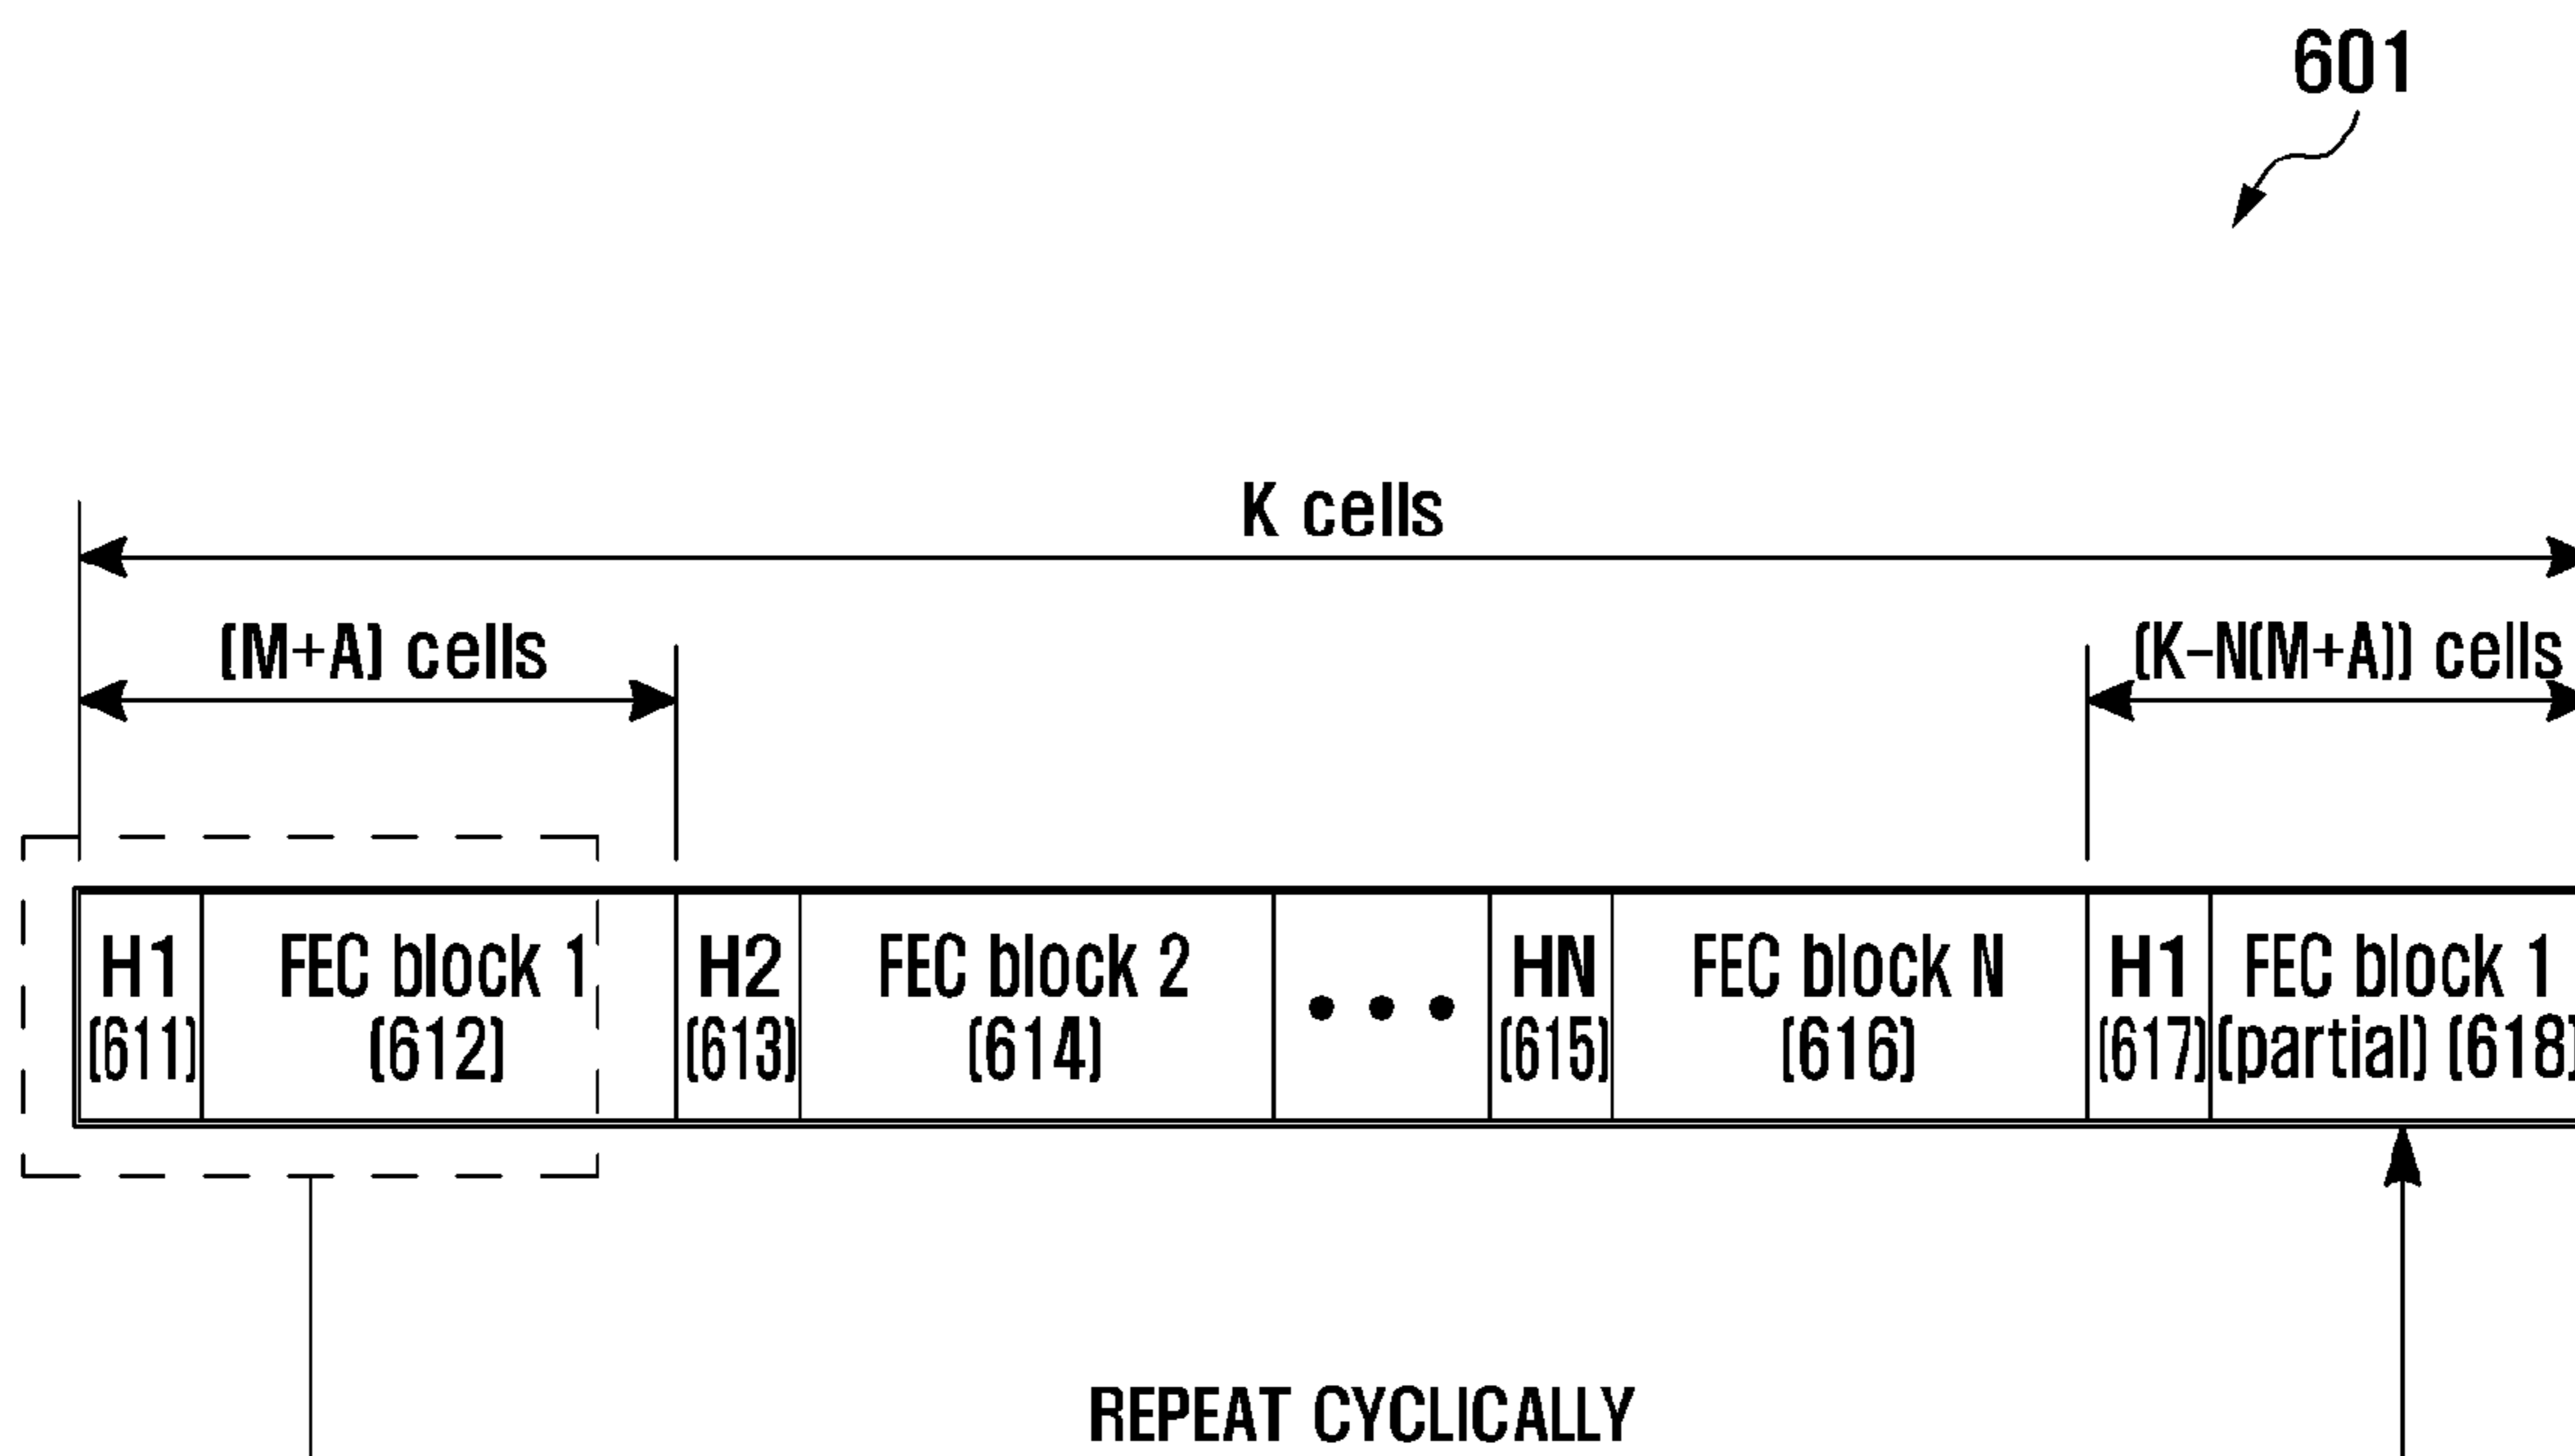 601
K cells
(M+A) cells
(K-N(M+A)) cells
H1
(611)
FEC block 1
(612)
H2
(613)
FEC block 2
(614)
• • •
HN
(615)
FEC block N
(616)
H1
(617)
FEC block 1
(partial) (618)
REPEAT CYCLICALLY